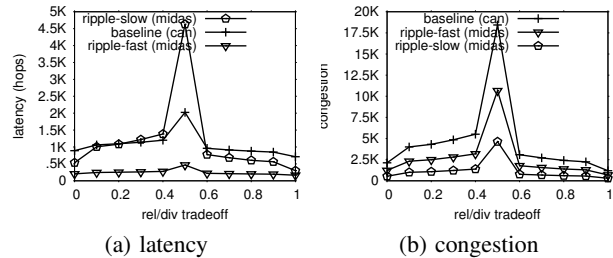 ripple-slow (midas)
baseline (can)
ripple-fast (midas)
latency (hops)
5K
4.5K
4K
3.5K
3K
2.5K
2K
1.5K
1K
.5K
0
0 0.2 0.4 0.6 0.8 1
rel/div tradeoff
(a) latency
baseline (can)
ripple-fast (midas)
ripple-slow (midas)
congestion
20K
17.5K
15K
12.5K
10K
7.5K
5K
2.5K
0
0 0.2 0.4 0.6 0.8 1
rel/div tradeoff
(b) congestion